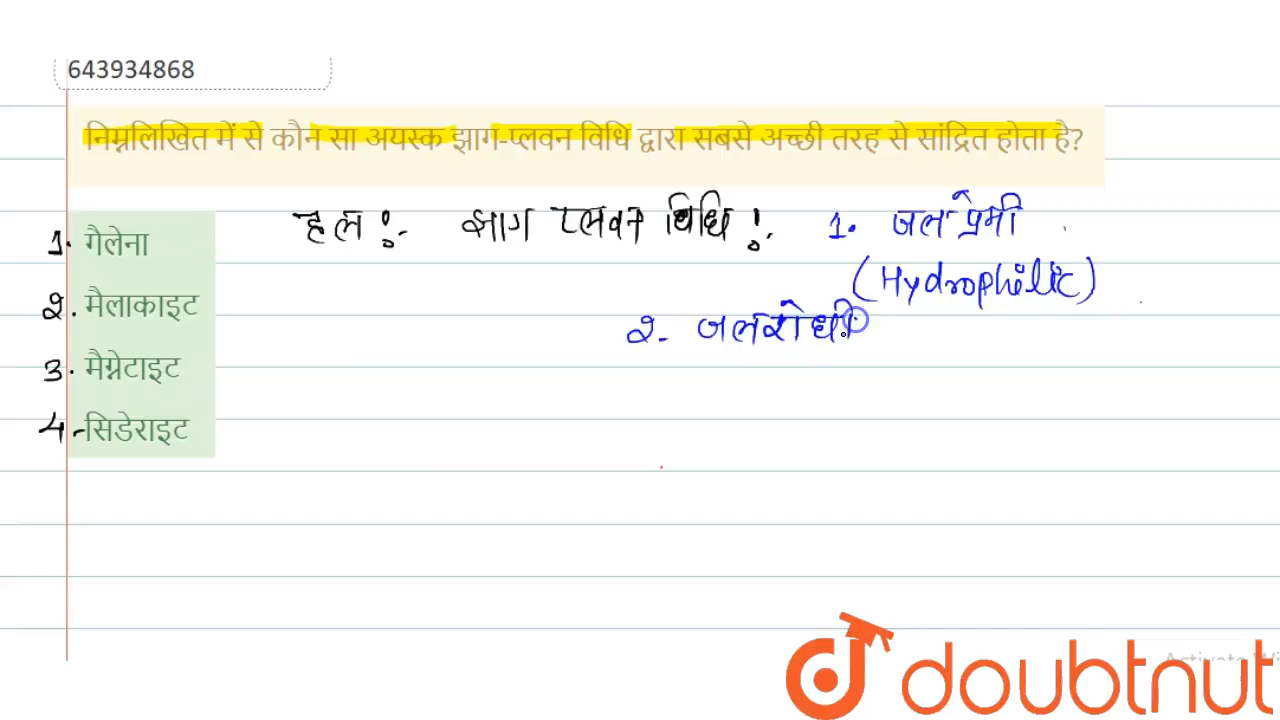 643934868
निम्नलिखित में से कौन सा अयस्क झाग-प्लवन विधि द्वारा सबसे अच्छी तरह से सांद्रित होता है?
हल :- झाग प्लवन विधि :- 1. जल प्रेमी
1. गैलेना
(Hydrophilic)
2. मैलाकाइट
2- जलरोधी
3. मैग्नेटाइट
4- सिडेराइट
doubtnut